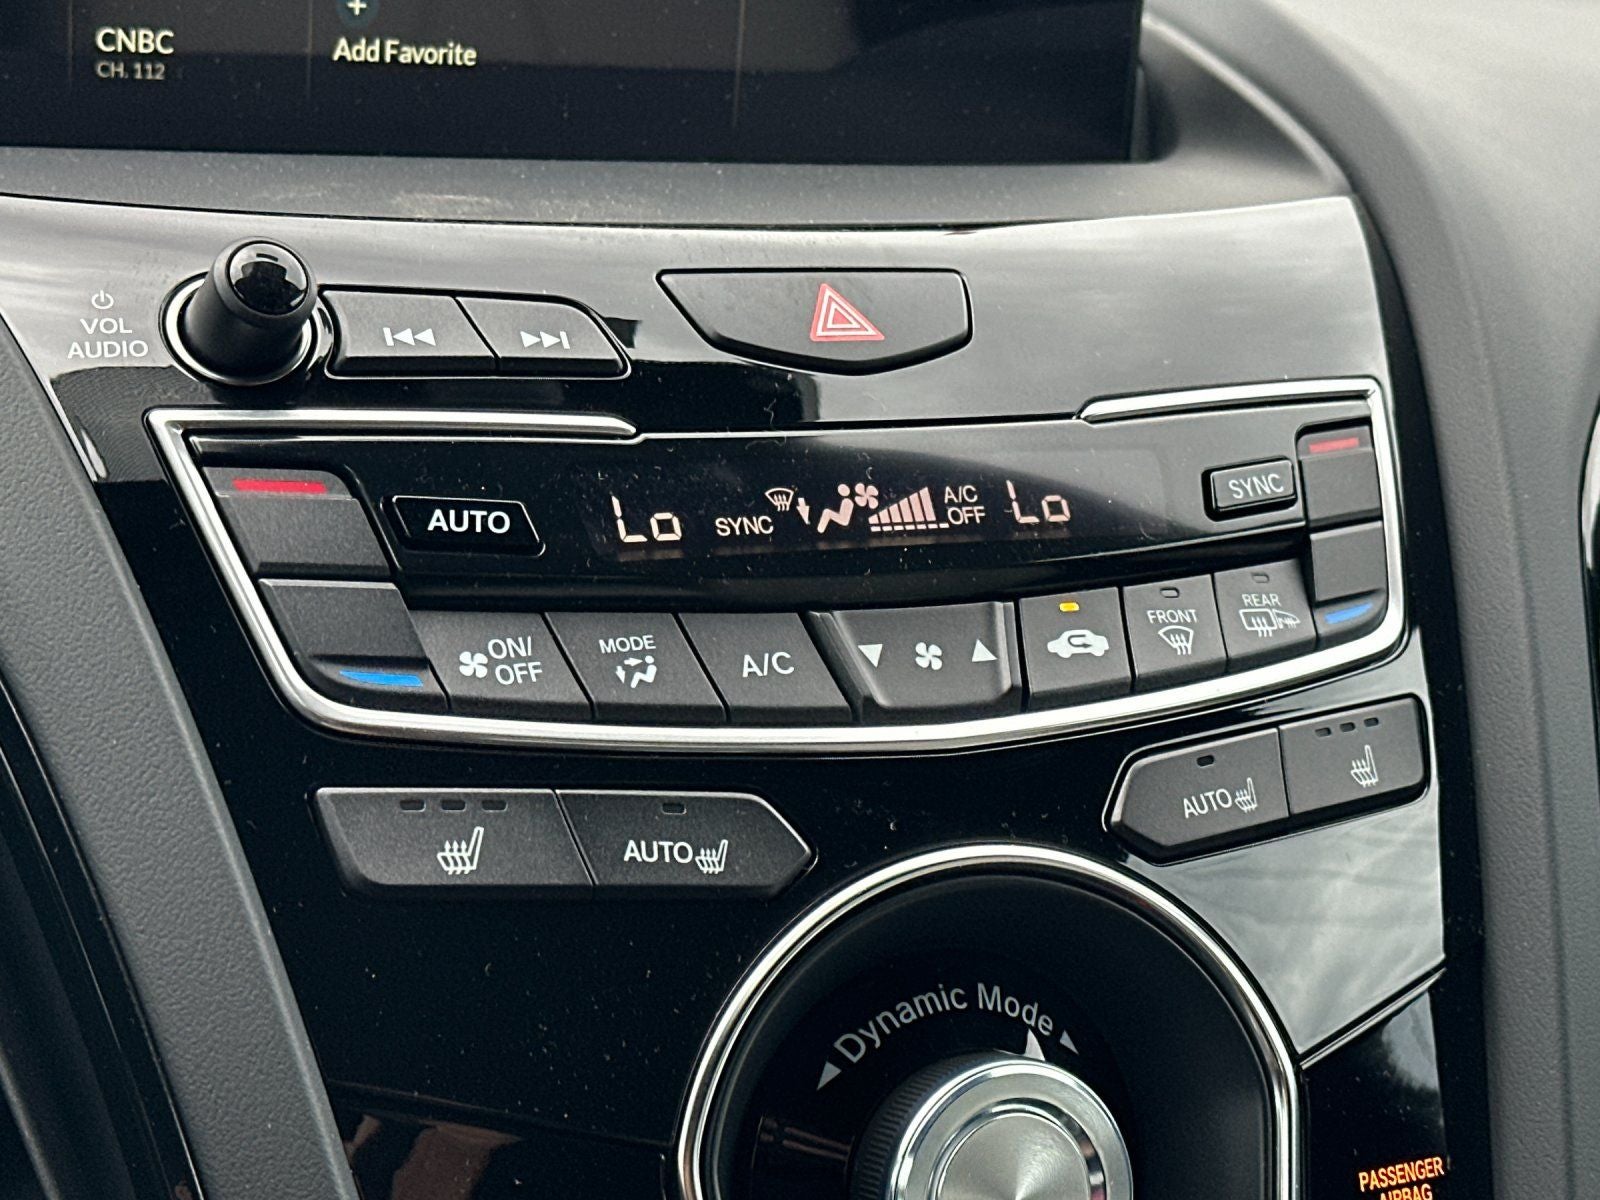 CNBC
CH. 112
Add Favorite
VOL
AUDIO
AUTO
Lo
SYNC
A/C
OFF
Lo
SYNC
ON/
OFF
MODE
A/C
FRONT
REAR
AUTO
AUTO
Dynamic Mode
PASSENGER
AIRBAG